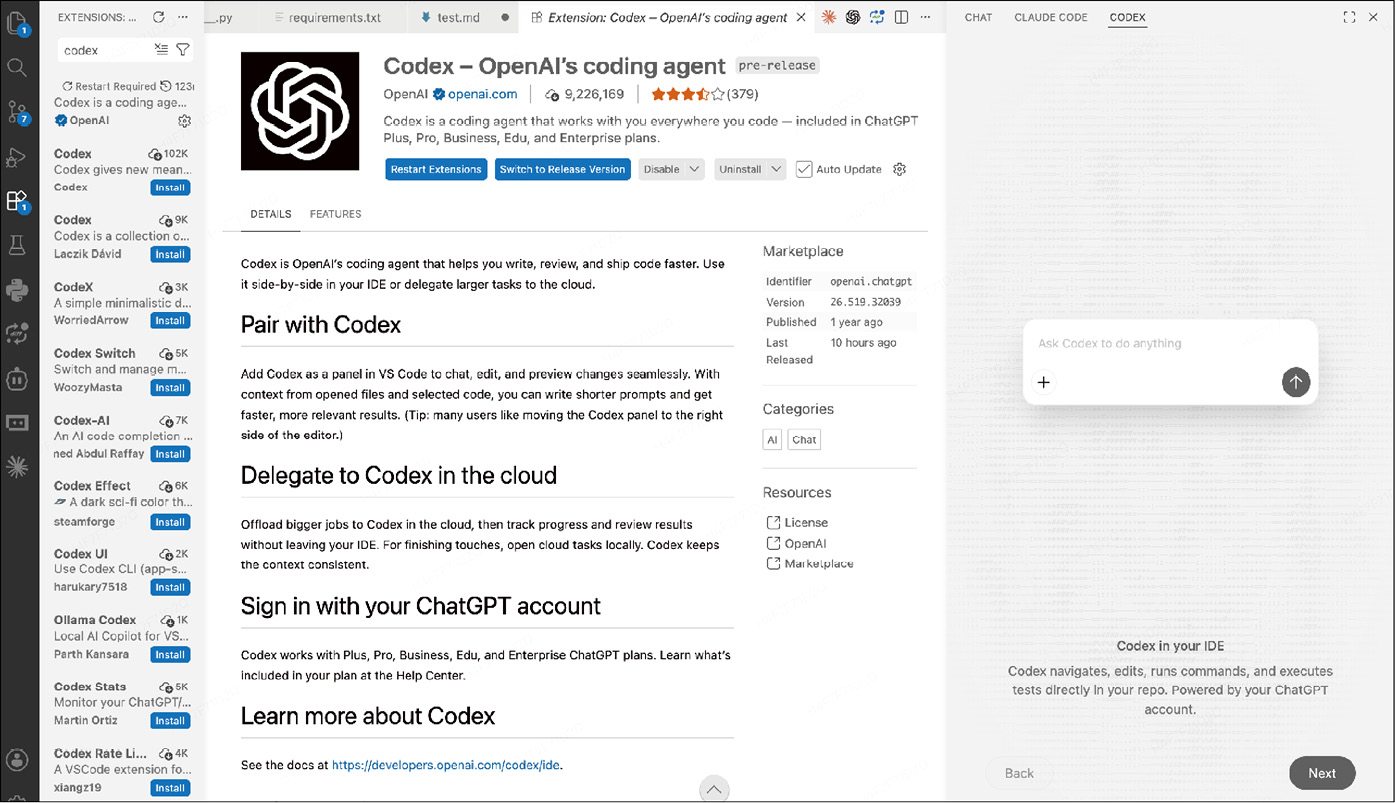 EXTENSIONS: ...
codex
Restart Required 123
Codex is a coding age...
OpenAI
Codex 102K
Codex gives new mean...
Codex Install
Codex 9K
Codex is a collection o...
Laczik Dávid Install
CodeX 3K
A simple minimalistic d...
WorriedArrow Install
Codex Switch 5K
Switch and manage m...
WoozyMasta Install
Codex-AI 7K
An AI code completion ...
ned Abdul Raffay Install
Codex Effect 6K
A dark sci-fi color th...
steamforge Install
Codex UI 2K
Use Codex CLI (app-s...
harukary7518 Install
Ollama Codex 1K
Local AI Copilot for VS...
Parth Kansara Install
Codex Stats 5K
Monitor your ChatGPT/...
Martin Ortiz Install
Codex Rate Li... 4K
A VSCode extension fo...
xiangz19 Install
1
7
1
__.py
requirements.txt
test.md
Extension: Codex – OpenAI's coding agent
Codex – OpenAI's coding agent pre-release
OpenAI openai.com 9,226,169 (379)
Codex is a coding agent that works with you everywhere you code — included in ChatGPT
Plus, Pro, Business, Edu, and Enterprise plans.
Restart Extensions Switch to Release Version Disable Uninstall Auto Update
DETAILS FEATURES
Codex is OpenAI's coding agent that helps you write, review, and ship code faster. Use
it side-by-side in your IDE or delegate larger tasks to the cloud.
Pair with Codex
Add Codex as a panel in VS Code to chat, edit, and preview changes seamlessly. With
context from opened files and selected code, you can write shorter prompts and get
faster, more relevant results. (Tip: many users like moving the Codex panel to the right
side of the editor.)
Delegate to Codex in the cloud
Offload bigger jobs to Codex in the cloud, then track progress and review results
without leaving your IDE. For finishing touches, open cloud tasks locally. Codex keeps
the context consistent.
Sign in with your ChatGPT account
Codex works with Plus, Pro, Business, Edu, and Enterprise ChatGPT plans. Learn what's
included in your plan at the Help Center.
Learn more about Codex
See the docs at https://developers.openai.com/codex/ide.
Marketplace
Identifier openai.chatgpt
Version 26.519.32039
Published 1 year ago
Last Released 10 hours ago
Categories
AI Chat
Resources
License
OpenAI
Marketplace
CHAT CLAUDE CODE CODEX
Ask Codex to do anything
Codex in your IDE
Codex navigates, edits, runs commands, and executes
tests directly in your repo. Powered by your ChatGPT
account.
Back Next